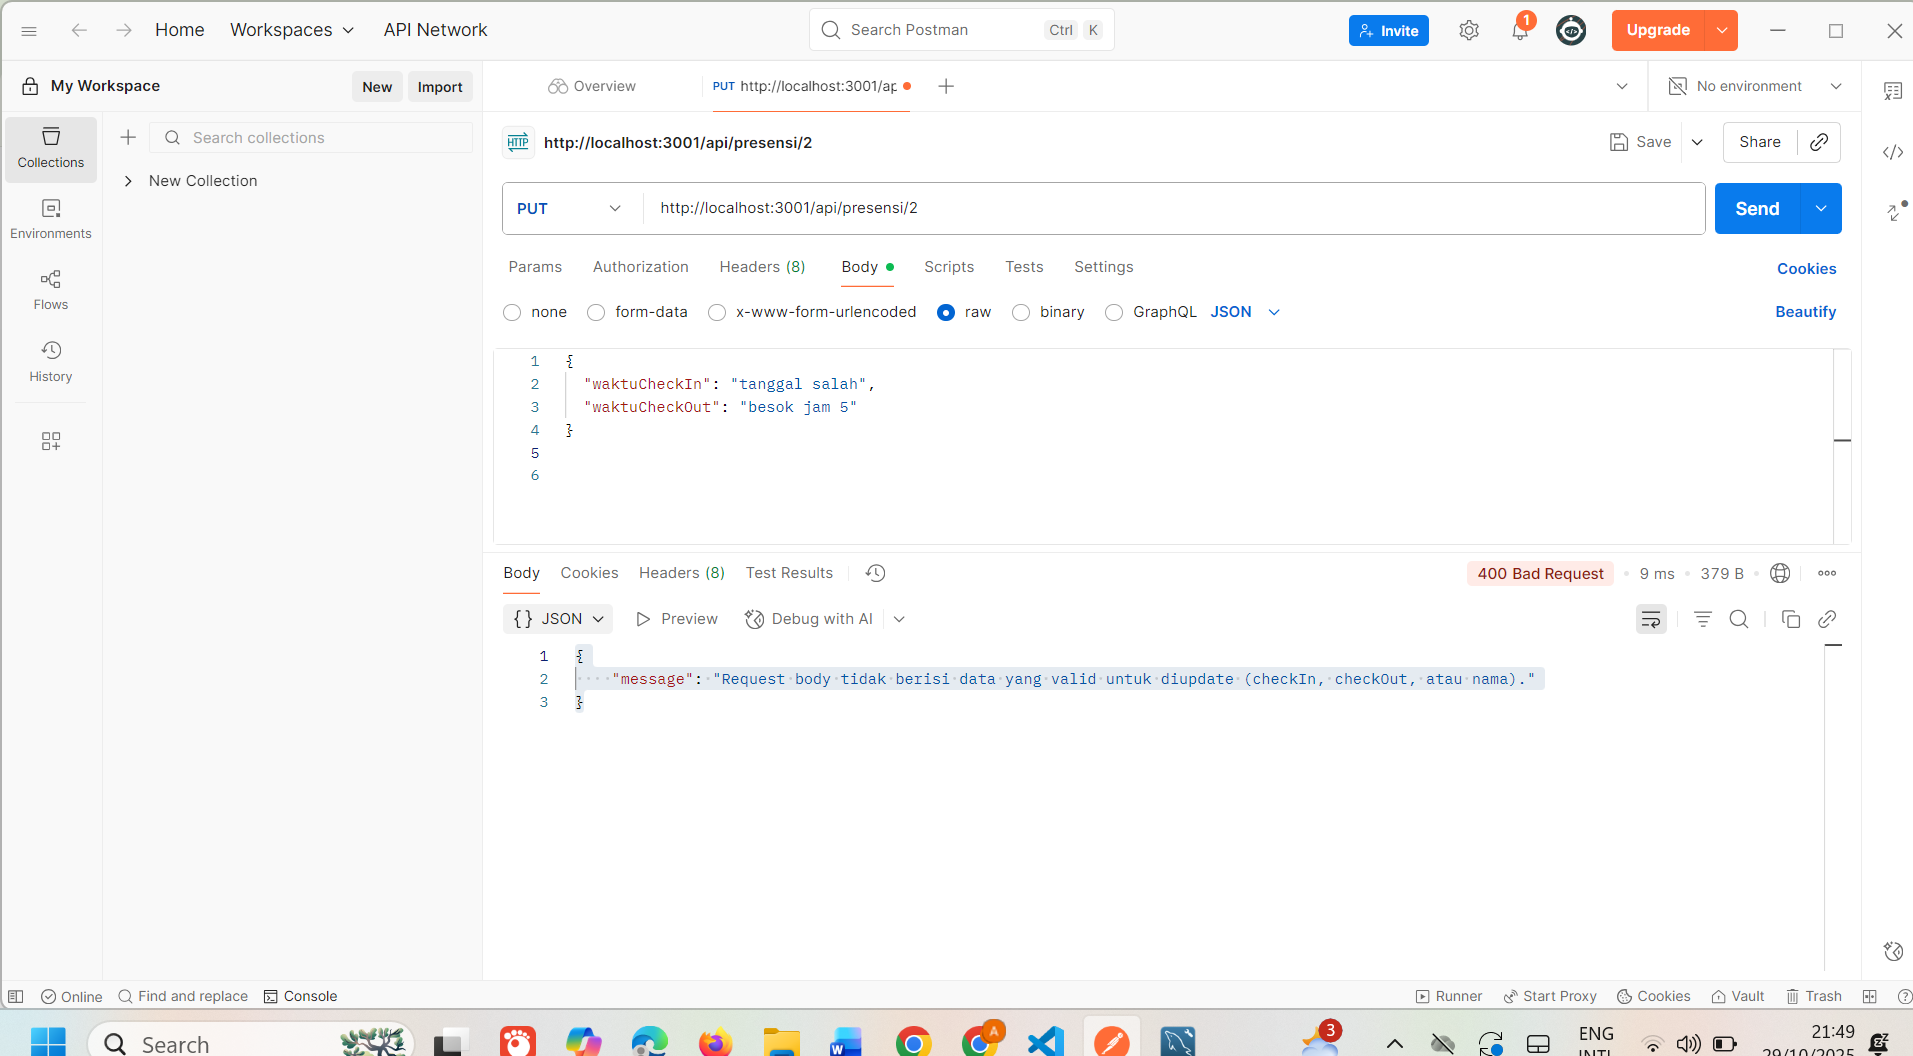 Home Workspaces API Network Search Postman Ctrl K Invite 1 Upgrade
My Workspace New Import Overview PUT http://localhost:3001/ap No environment
Collections
Environments
Flows
History
Search collections
New Collection
HTTP http://localhost:3001/api/presensi/2 Save Share
PUT http://localhost:3001/api/presensi/2 Send
Params Authorization Headers (8) Body Scripts Tests Settings Cookies
none form-data x-www-form-urlencoded raw binary GraphQL JSON Beautify
1 {
2 "waktuCheckIn": "tanggal salah",
3 "waktuCheckOut": "besok jam 5"
4 }
5
6
Body Cookies Headers (8) Test Results 400 Bad Request 9 ms 379 B
{} JSON Preview Debug with AI
1 {
2 "message": "Request body tidak berisi data yang valid untuk diupdate (checkIn, checkOut, atau nama)."
3 }
Online Find and replace Console Runner Start Proxy Cookies Vault Trash
Search A 3 ENG 21:49
INTL 29/10/2025